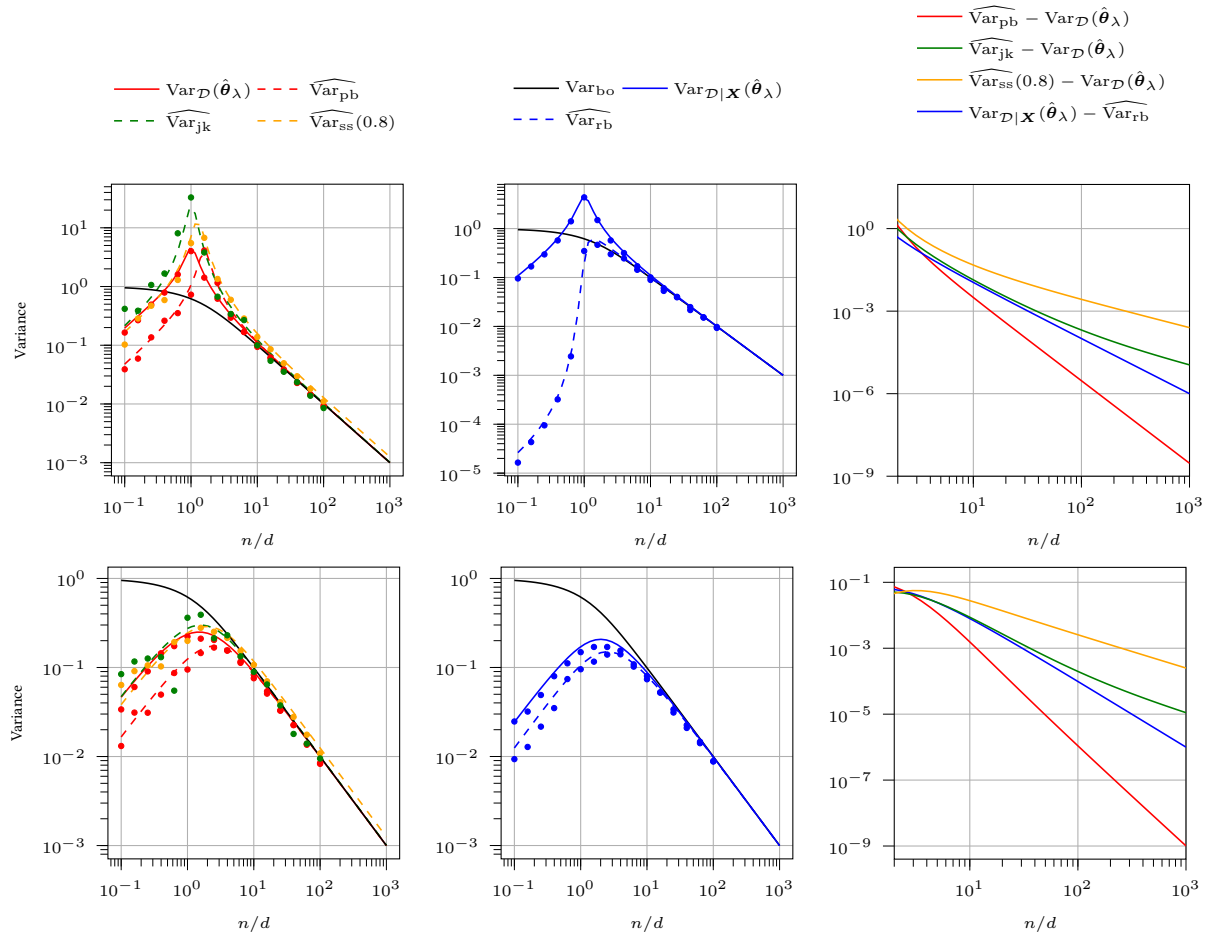 Var_pb − Var_D(θ̂_λ)
Var_jk − Var_D(θ̂_λ)
Var_ss(0.8) − Var_D(θ̂_λ)
Var_D|X(θ̂_λ) − Var_rb
Var_D(θ̂_λ) Var_pb
Var_jk Var_ss(0.8)
Var_bo Var_D|X(θ̂_λ)
Var_rb
10^1
10^0
10^−1
10^−2
10^−3
Variance
10^−1 10^0 10^1 10^2 10^3
n/d
10^0
10^−1
10^−2
10^−3
10^−4
10^−5
10^−1 10^0 10^1 10^2 10^3
n/d
10^0
10^−3
10^−6
10^−9
10^1 10^2 10^3
n/d
10^0
10^−1
10^−2
10^−3
Variance
10^−1 10^0 10^1 10^2 10^3
n/d
10^0
10^−1
10^−2
10^−3
10^−1 10^0 10^1 10^2 10^3
n/d
10^−1
10^−3
10^−5
10^−7
10^−9
10^1 10^2 10^3
n/d